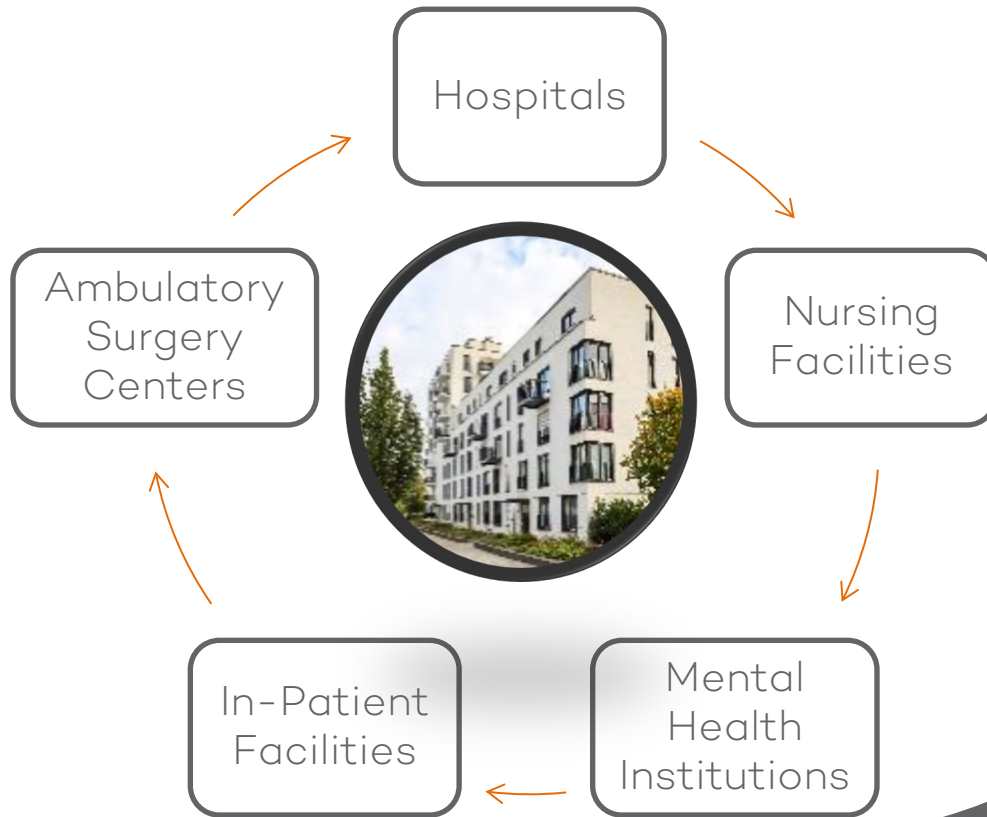 Hospitals
Nursing
Facilities
Mental
Health
Institutions
In-Patient
Facilities
Ambulatory
Surgery
Centers